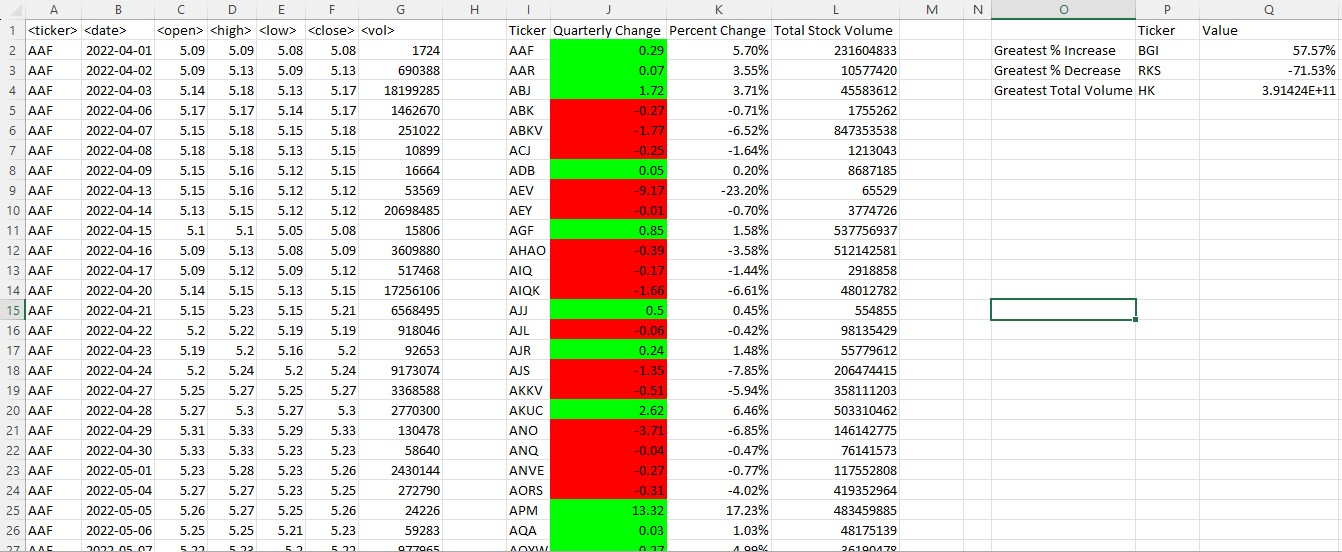 A B C D E F G H I J K L M N O P Q
1 <ticker> <date> <open> <high> <low> <close> <vol> Ticker Quarterly Change Percent Change Total Stock Volume Ticker Value
2 AAF 2022-04-01 5.09 5.09 5.08 5.08 1724 AAF 0.29 5.70% 231604833 Greatest % Increase BGI 57.57%
3 AAF 2022-04-02 5.09 5.13 5.09 5.13 690388 AAR 0.07 3.55% 10577420 Greatest % Decrease RKS -71.53%
4 AAF 2022-04-03 5.14 5.18 5.13 5.17 18199285 ABJ 1.72 3.71% 45583612 Greatest Total Volume HK 3.91424E+11
5 AAF 2022-04-06 5.17 5.17 5.14 5.17 1462670 ABK -0.27 -0.71% 1755262
6 AAF 2022-04-07 5.15 5.18 5.15 5.18 251022 ABKV -1.77 -6.52% 847353538
7 AAF 2022-04-08 5.18 5.18 5.13 5.15 10899 ACJ -0.25 -1.64% 1213043
8 AAF 2022-04-09 5.15 5.16 5.12 5.15 16664 ADB 0.05 0.20% 8687185
9 AAF 2022-04-13 5.15 5.16 5.12 5.12 53569 AEV -9.17 -23.20% 65529
10 AAF 2022-04-14 5.13 5.15 5.12 5.12 20698485 AEY -0.01 -0.70% 3774726
11 AAF 2022-04-15 5.1 5.1 5.05 5.08 15806 AGF 0.85 1.58% 537756937
12 AAF 2022-04-16 5.09 5.13 5.08 5.09 3609880 AHAO -0.39 -3.58% 512142581
13 AAF 2022-04-17 5.09 5.12 5.09 5.12 517468 AIQ -0.17 -1.44% 2918858
14 AAF 2022-04-20 5.14 5.15 5.13 5.15 17256106 AIQK -1.66 -6.61% 48012782
15 AAF 2022-04-21 5.15 5.23 5.15 5.21 6568495 AJJ 0.5 0.45% 554855
16 AAF 2022-04-22 5.2 5.22 5.19 5.19 918046 AJL -0.06 -0.42% 98135429
17 AAF 2022-04-23 5.19 5.2 5.16 5.2 92653 AJR 0.24 1.48% 55779612
18 AAF 2022-04-24 5.2 5.24 5.2 5.24 9173074 AJS -1.35 -7.85% 206474415
19 AAF 2022-04-27 5.25 5.27 5.25 5.27 3368588 AKKV -0.51 -5.94% 358111203
20 AAF 2022-04-28 5.27 5.3 5.27 5.3 2770300 AKUC 2.62 6.46% 503310462
21 AAF 2022-04-29 5.31 5.33 5.29 5.33 130478 ANO -3.71 -6.85% 146142775
22 AAF 2022-04-30 5.33 5.33 5.23 5.23 58640 ANQ -0.04 -0.47% 76141573
23 AAF 2022-05-01 5.23 5.28 5.23 5.26 2430144 ANVE -0.27 -0.77% 117552808
24 AAF 2022-05-04 5.27 5.27 5.23 5.25 272790 AORS -0.31 -4.02% 419352964
25 AAF 2022-05-05 5.26 5.27 5.25 5.26 24226 APM 13.32 17.23% 483459885
26 AAF 2022-05-06 5.25 5.25 5.21 5.23 59283 AQA 0.03 1.03% 48175139
27 AAF 2022-05-07